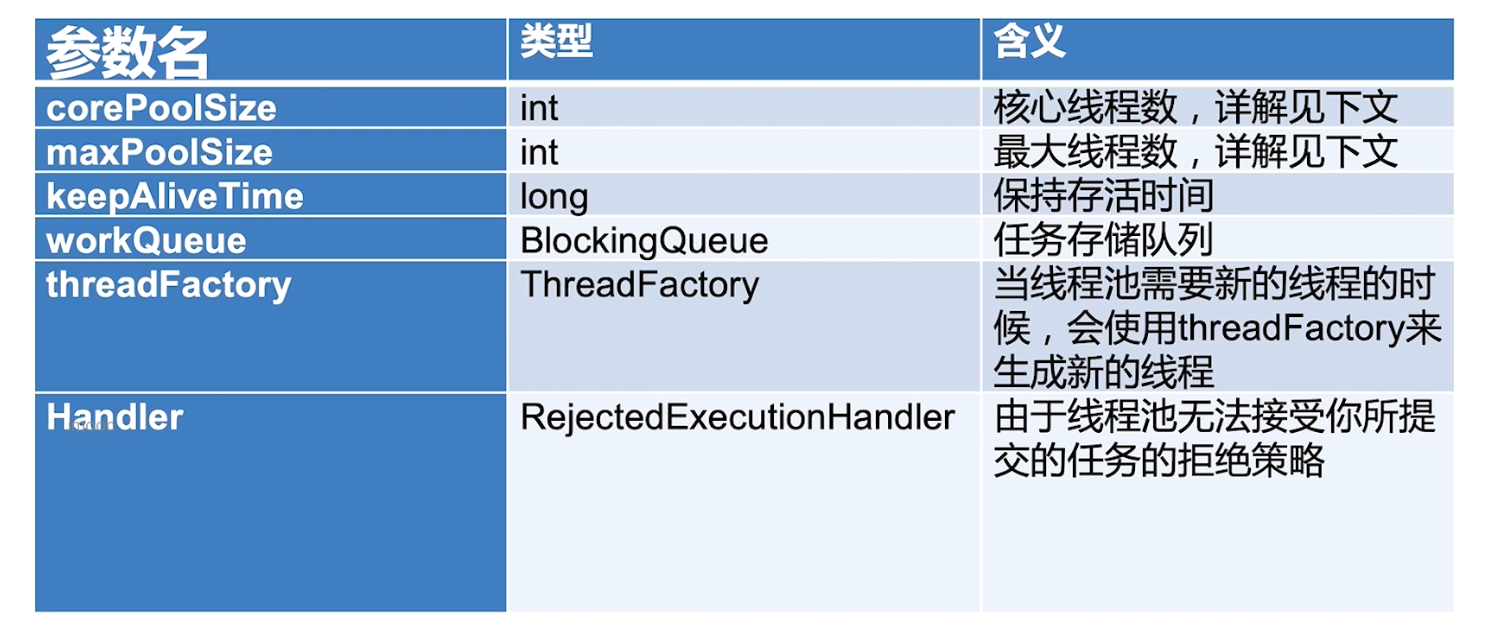 参数名 类型 含义
corePoolSize int 核心线程数，详解见下文
maxPoolSize int 最大线程数，详解见下文
keepAliveTime long 保持存活时间
workQueue BlockingQueue 任务存储队列
threadFactory ThreadFactory 当线程池需要新的线程的时
候，会使用threadFactory来
生成新的线程
Handler RejectedExecutionHandler 由于线程池无法接受你所提
交的任务的拒绝策略